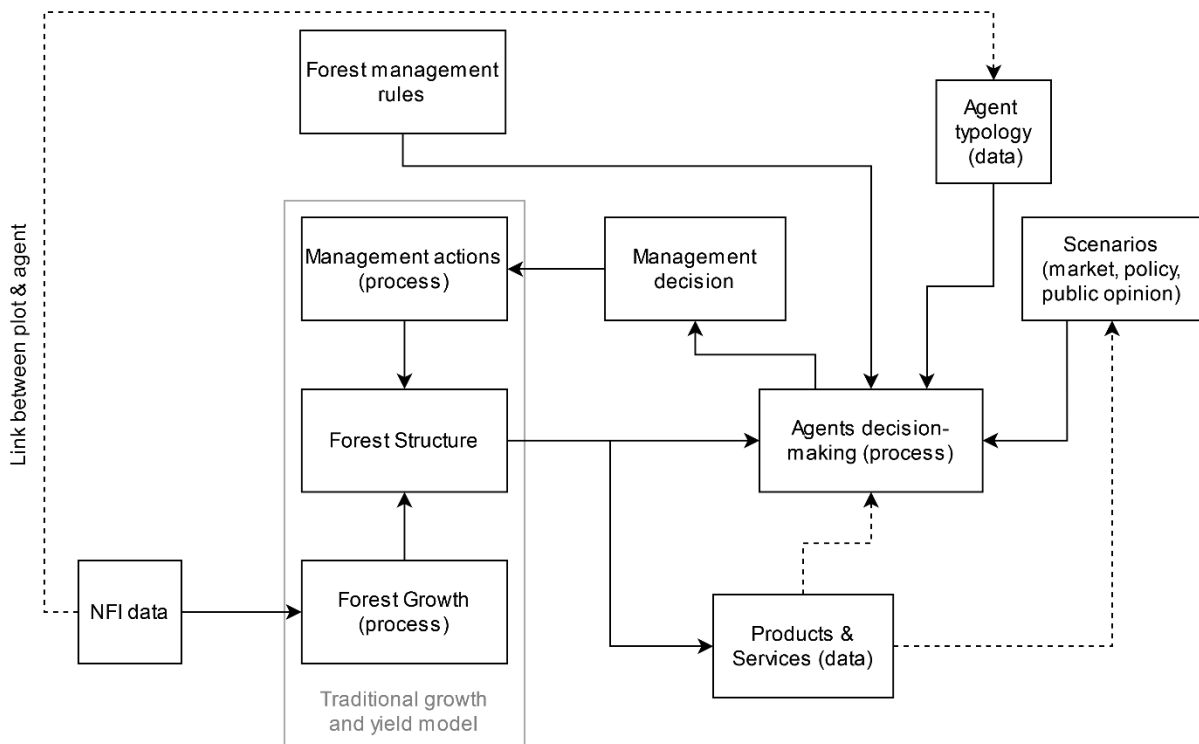 Forest management
rules
Agent
typology
(data)
Link between plot & agent
Management actions
(process)
Management
decision
Scenarios
(market, policy,
public opinion)
Forest Structure
Agents decision-
making (process)
NFI data
Forest Growth
(process)
Products &
Services (data)
Traditional growth
and yield model